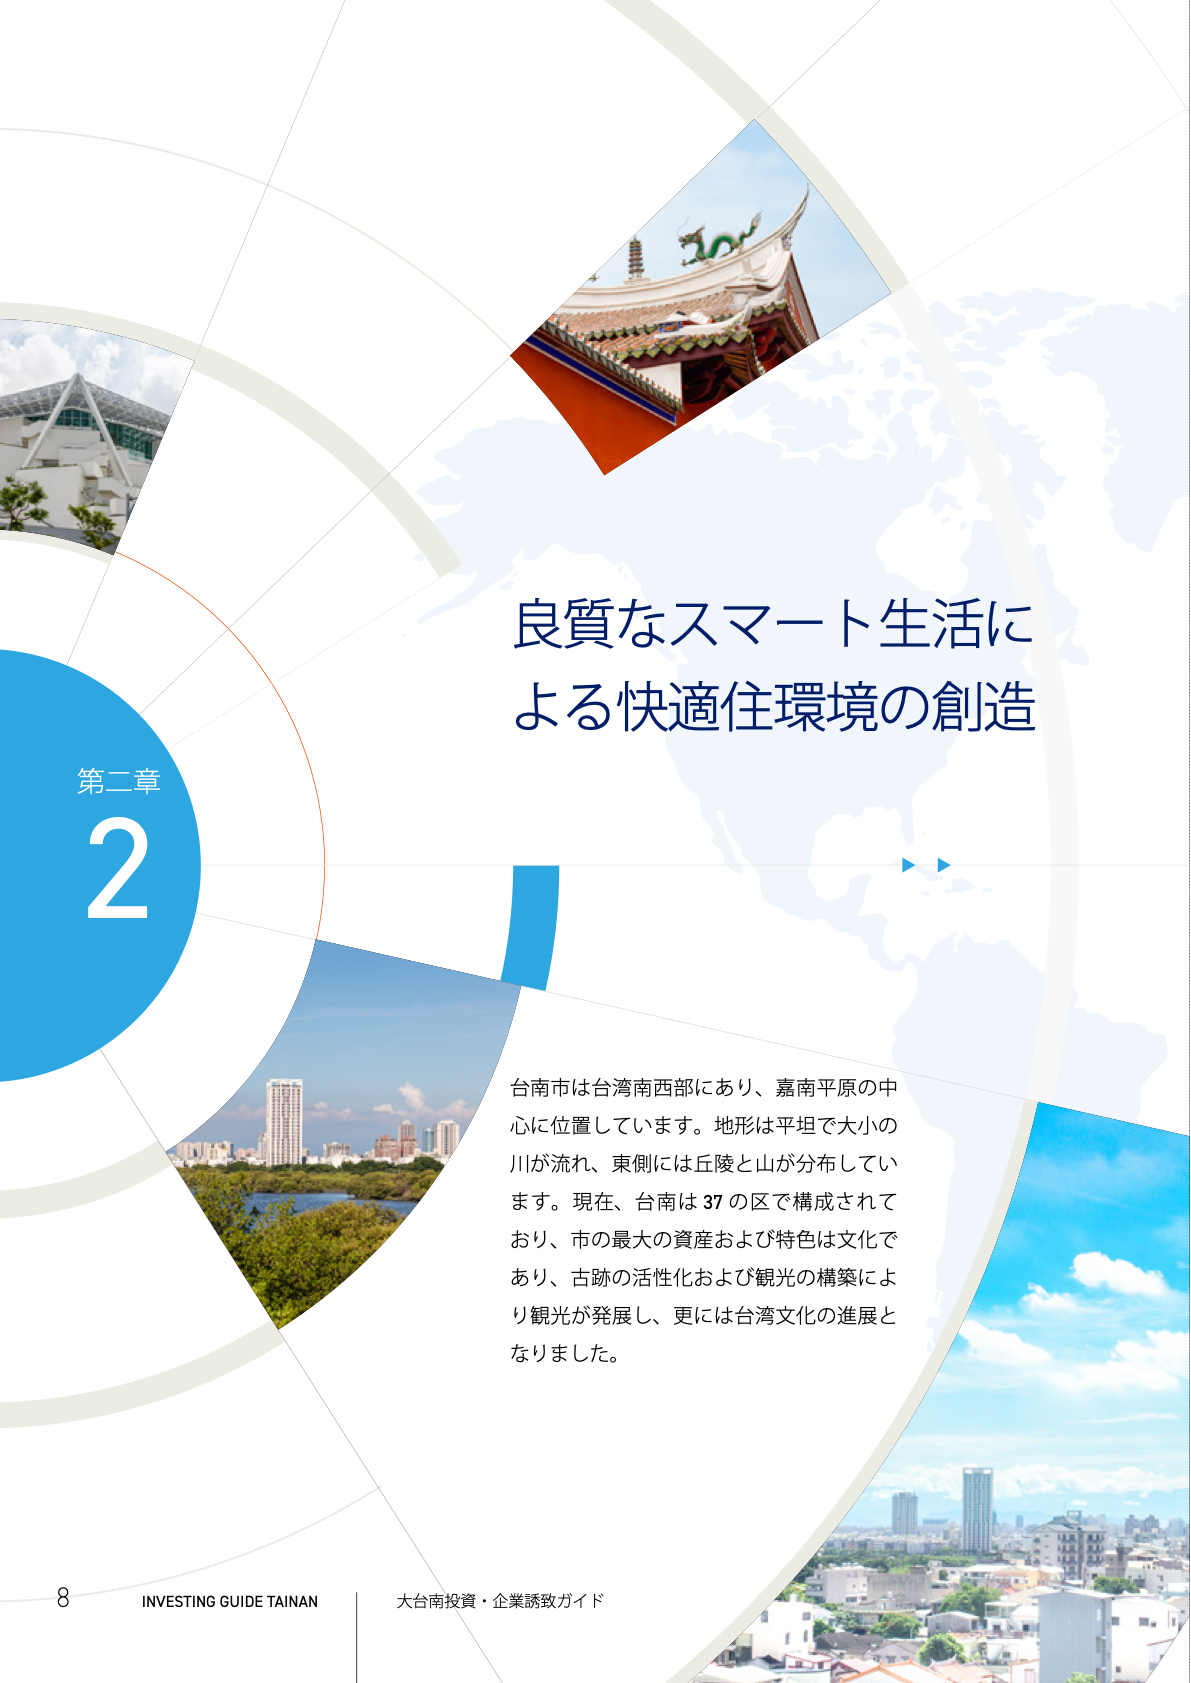 良質なスマート生活に
よる快適住環境の創造
第二章
2
台南市は台湾南西部にあり、嘉南平原の中
心に位置しています。地形は平坦で大小の
川が流れ、東側には丘陵と山が分布してい
ます。現在、台南は 37 の区で構成されて
おり、市の最大の資産および特色は文化で
あり、古跡の活性化および観光の構築によ
り観光が発展し、更には台湾文化の進展と
なりました。
8 INVESTING GUIDE TAINAN 大台南投資・企業誘致ガイド